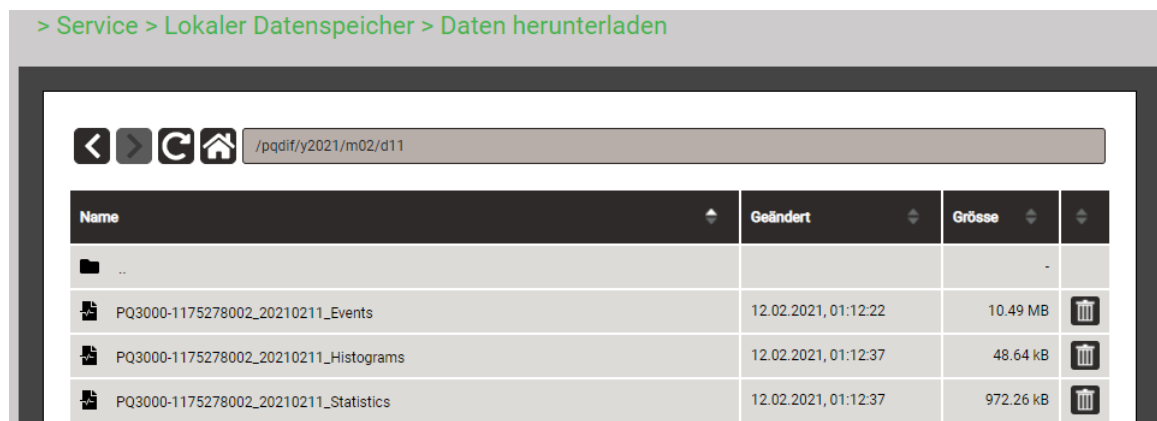 > Service > Lokaler Datenspeicher > Daten herunterladen
/pqdif/y2021/m02/d11
Name Geändert Grösse
.. -
PQ3000-1175278002_20210211_Events 12.02.2021, 01:12:22 10.49 MB
PQ3000-1175278002_20210211_Histograms 12.02.2021, 01:12:37 48.64 kB
PQ3000-1175278002_20210211_Statistics 12.02.2021, 01:12:37 972.26 kB